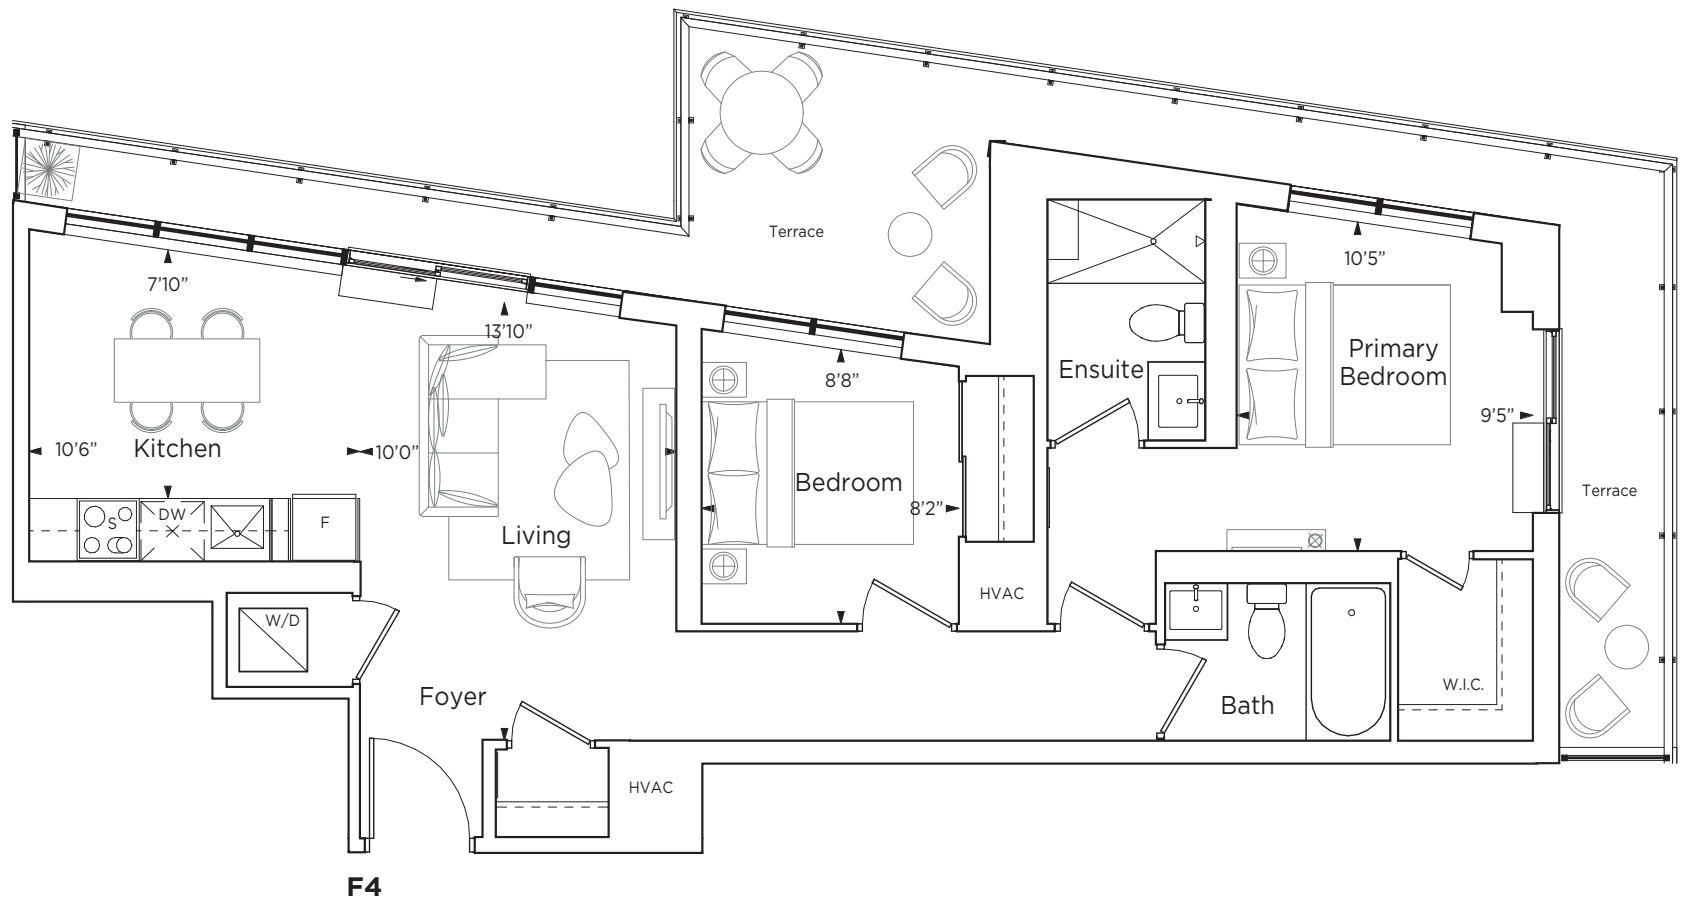 Terrace
7'10”
10'5”
13'10”
Primary
Bedroom
Ensuite
8'8”
9'5”
10'6”
Kitchen
10'0”
Bedroom
Terrace
8'2”
S
DW
F
Living
HVAC
W/D
W.I.C.
Foyer
Bath
HVAC
F4